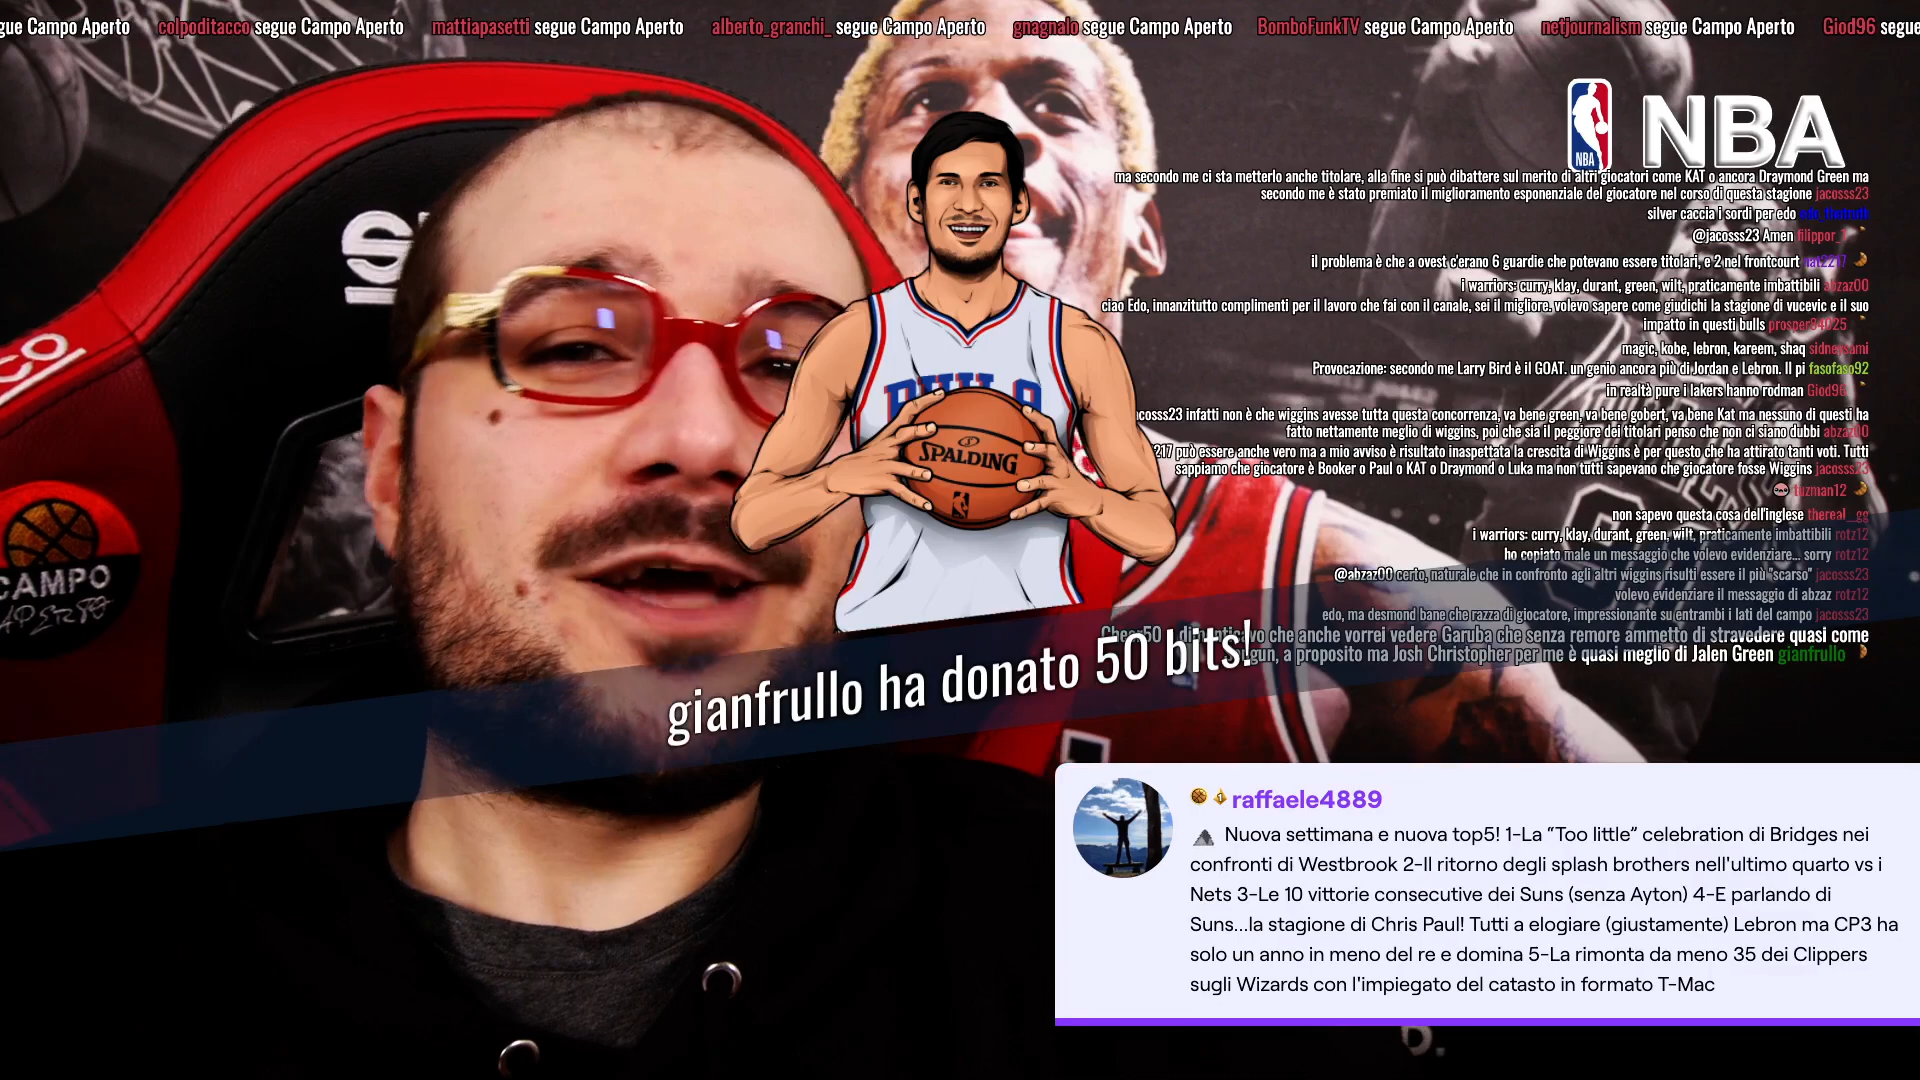 gue Campo Aperto colpoditacco segue Campo Aperto mattiapasetti segue Campo Aperto alberto_granchi_ segue Campo Aperto gnagnalo segue Campo Aperto BomboFunkTV segue Campo Aperto netjournalism segue Campo Aperto Giod96 segue
NBA NBA
ma secondo me ci sta metterlo anche titolare, alla fine si può dibattere sul merito di altri giocatori come KAT o ancora Draymond Green ma
secondo me è stato premiato il miglioramento esponenziale del giocatore nel corso di questa stagione jacosss23
silver caccia i sordi per edo
@jacosss23 Amen filippor_1
il problema è che a ovest c'erano 6 guardie che potevano essere titolari, e 2 nel frontcourt nat2217
i warriors: curry, klay, durant, green, wilt, praticamente imbattibili abzaz00
ciao Edo, innanzitutto complimenti per il lavoro che fai con il canale, sei il migliore. volevo sapere come giudichi la stagione di vucevic e il suo
impatto in questi bulls
magic, kobe, lebron, kareem, shaq sidneysami
Provocazione: secondo me Larry Bird è il GOAT. un genio ancora più di Jordan e Lebron. Il pi fasofaso92
in realtà pure i lakers hanno rodman Giod96
acosss23 infatti non è che wiggins avesse tutta questa concorrenza, va bene green, va bene gobert, va bene Kat ma nessuno di questi ha
fatto nettamente meglio di wiggins, poi che sia il peggiore dei titolari penso che non ci siano dubbi abzaz00
217 può essere anche vero ma a mio avviso è risultato inaspettata la crescita di Wiggins è per questo che ha attirato tanti voti. Tutti
sappiamo che giocatore è Booker o Paul o KAT o Draymond o Luka ma non tutti sapevano che giocatore fosse Wiggins jacosss23
tuzman12
non sapevo questa cosa dell'inglese thereal__gg
i warriors: curry, klay, durant, green, wilt, praticamente imbattibili rotz12
ho copiato male un messaggio che volevo evidenziare... sorry rotz12
@abzaz00 certo, naturale che in confronto agli altri wiggins risulti essere il più "scarso" jacosss23
volevo evidenziare il messaggio di abzaz rotz12
edo, ma desmond bane che razza di giocatore, impressionante su entrambi i lati del campo jacosss23
Cheer50 dimenticavo che anche vorrei vedere Garuba che senza remore ammetto di stravedere quasi come
a proposito ma Josh Christopher per me è quasi meglio di Jalen Green gianfrullo
PHILA
SPALDING
CO
CAMPO
APERTO
gianfrullo ha donato 50 bits!
raffaele4889
Nuova settimana e nuova top5! 1-La “Too little” celebration di Bridges nei
confronti di Westbrook 2-Il ritorno degli splash brothers nell'ultimo quarto vs i
Nets 3-Le 10 vittorie consecutive dei Suns (senza Ayton) 4-E parlando di
Suns...la stagione di Chris Paul! Tutti a elogiare (giustamente) Lebron ma CP3 ha
solo un anno in meno del re e domina 5-La rimonta da meno 35 dei Clippers
sugli Wizards con l'impiegato del catasto in formato T-Mac